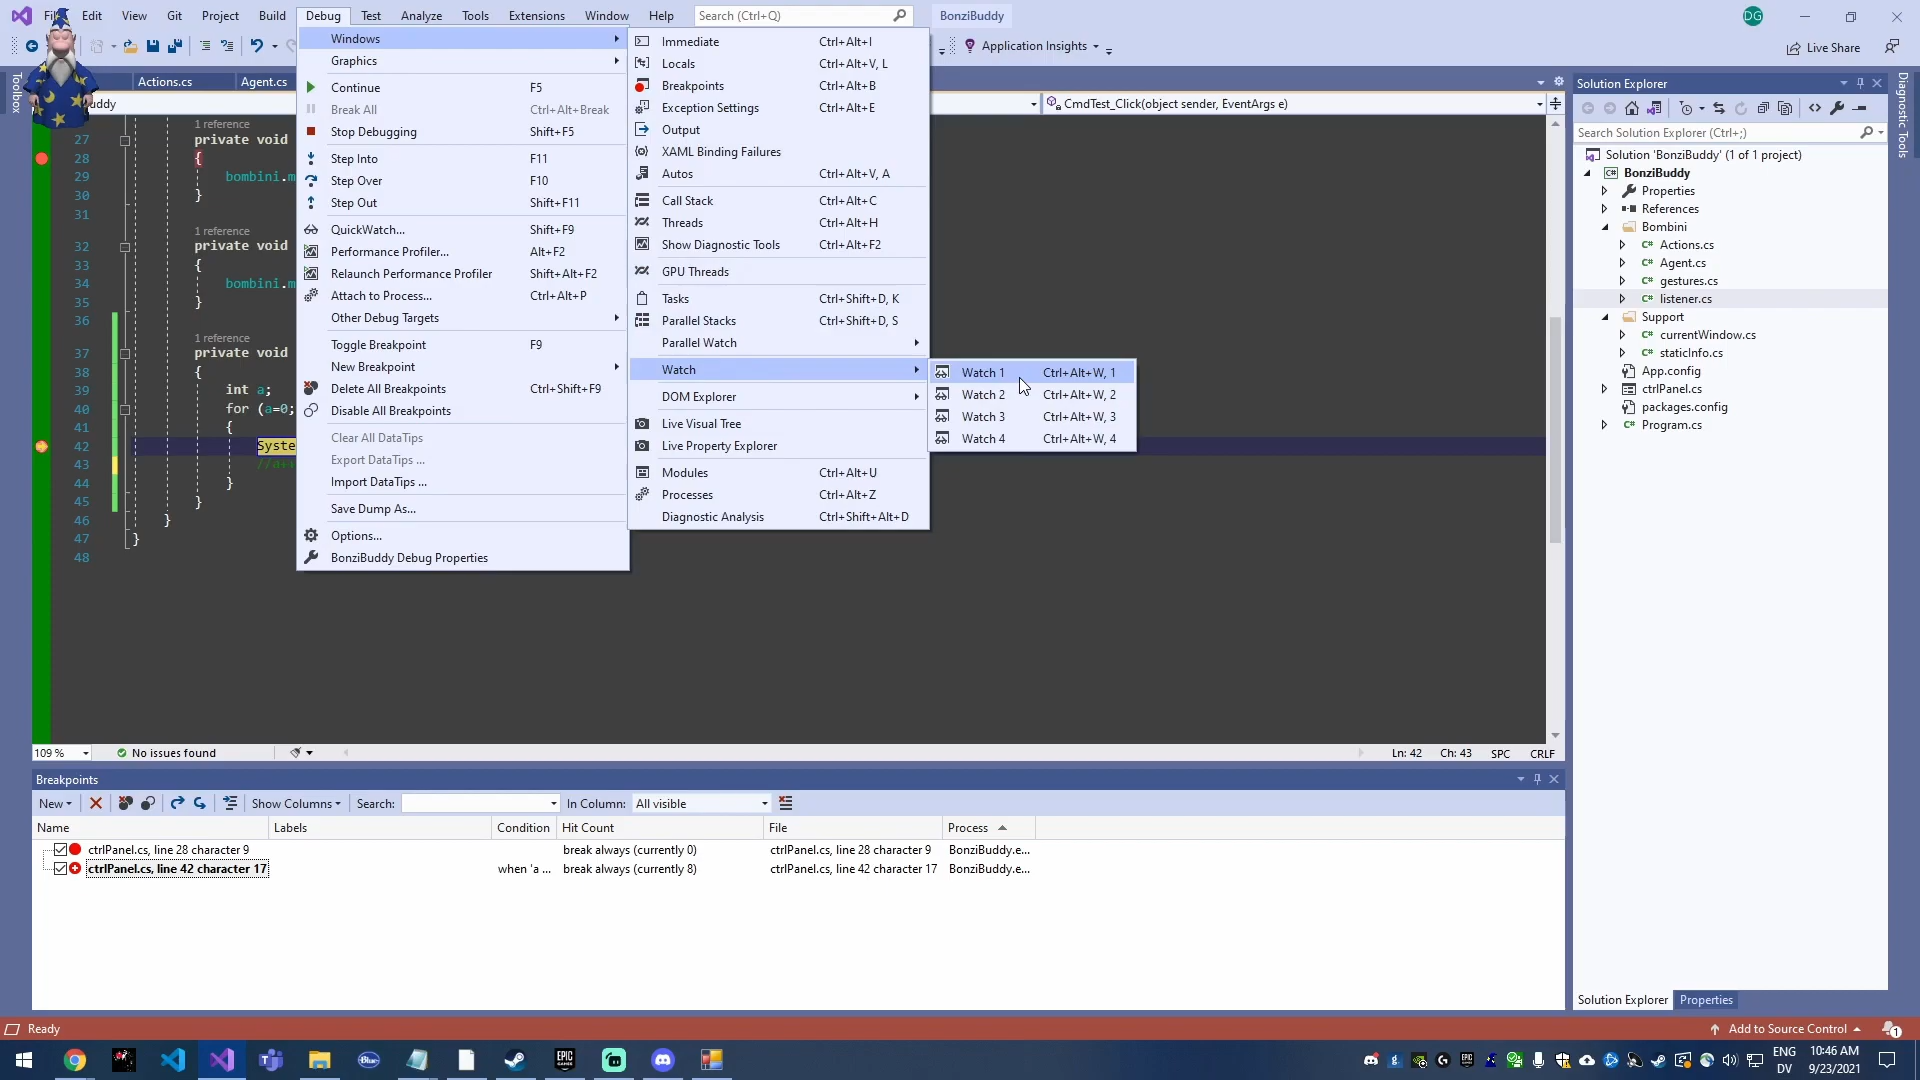 File Edit View Git Project Build Debug Test Analyze Tools Extensions Window Help Search (Ctrl+Q) BonziBuddy DG
Application Insights Live Share
Toolbox
Actions.cs Agent.cs
CmdTest_Click(object sender, EventArgs e)
Windows
Graphics
Continue F5
Break All Ctrl+Alt+Break
Stop Debugging Shift+F5
Step Into F11
Step Over F10
Step Out Shift+F11
QuickWatch... Shift+F9
Performance Profiler... Alt+F2
Relaunch Performance Profiler Shift+Alt+F2
Attach to Process... Ctrl+Alt+P
Other Debug Targets
Toggle Breakpoint F9
New Breakpoint
Delete All Breakpoints Ctrl+Shift+F9
Disable All Breakpoints
Clear All DataTips
Export DataTips ...
Import DataTips ...
Save Dump As...
Options...
BonziBuddy Debug Properties
Immediate Ctrl+Alt+I
Locals Ctrl+Alt+V, L
Breakpoints Ctrl+Alt+B
Exception Settings Ctrl+Alt+E
Output
XAML Binding Failures
Autos Ctrl+Alt+V, A
Call Stack Ctrl+Alt+C
Threads Ctrl+Alt+H
Show Diagnostic Tools Ctrl+Alt+F2
GPU Threads
Tasks Ctrl+Shift+D, K
Parallel Stacks Ctrl+Shift+D, S
Parallel Watch
Watch
DOM Explorer
Live Visual Tree
Live Property Explorer
Modules Ctrl+Alt+U
Processes Ctrl+Alt+Z
Diagnostic Analysis Ctrl+Shift+Alt+D
Watch 1 Ctrl+Alt+W, 1
Watch 2 Ctrl+Alt+W, 2
Watch 3 Ctrl+Alt+W, 3
Watch 4 Ctrl+Alt+W, 4
1 reference
27 private void
28 {
29 bombini.m
30 }
31
1 reference
32 private void
33 {
34 bombini.m
35 }
36
1 reference
37 private void
38 {
39 int a;
40 for (a=0;
41 {
42 Syste
43
44 }
45 }
46 }
47 }
48
109 % No issues found Ln: 42 Ch: 43 SPC CRLF
Solution Explorer
Search Solution Explorer (Ctrl+;)
Solution 'BonziBuddy' (1 of 1 project)
BonziBuddy
Properties
References
Bombini
C# Actions.cs
C# Agent.cs
C# gestures.cs
C# listener.cs
Support
C# currentWindow.cs
C# staticInfo.cs
App.config
ctrlPanel.cs
packages.config
C# Program.cs
Solution Explorer Properties
Diagnostic Tools
Breakpoints
New Show Columns Search: In Column: All visible
Name Labels Condition Hit Count File Process
ctrlPanel.cs, line 28 character 9 break always (currently 0) ctrlPanel.cs, line 28 character 9 BonziBuddy.e...
ctrlPanel.cs, line 42 character 17 when 'a ... break always (currently 8) ctrlPanel.cs, line 42 character 17 BonziBuddy.e...
Ready Add to Source Control 1
ENG 10:46 AM
DV 9/23/2021